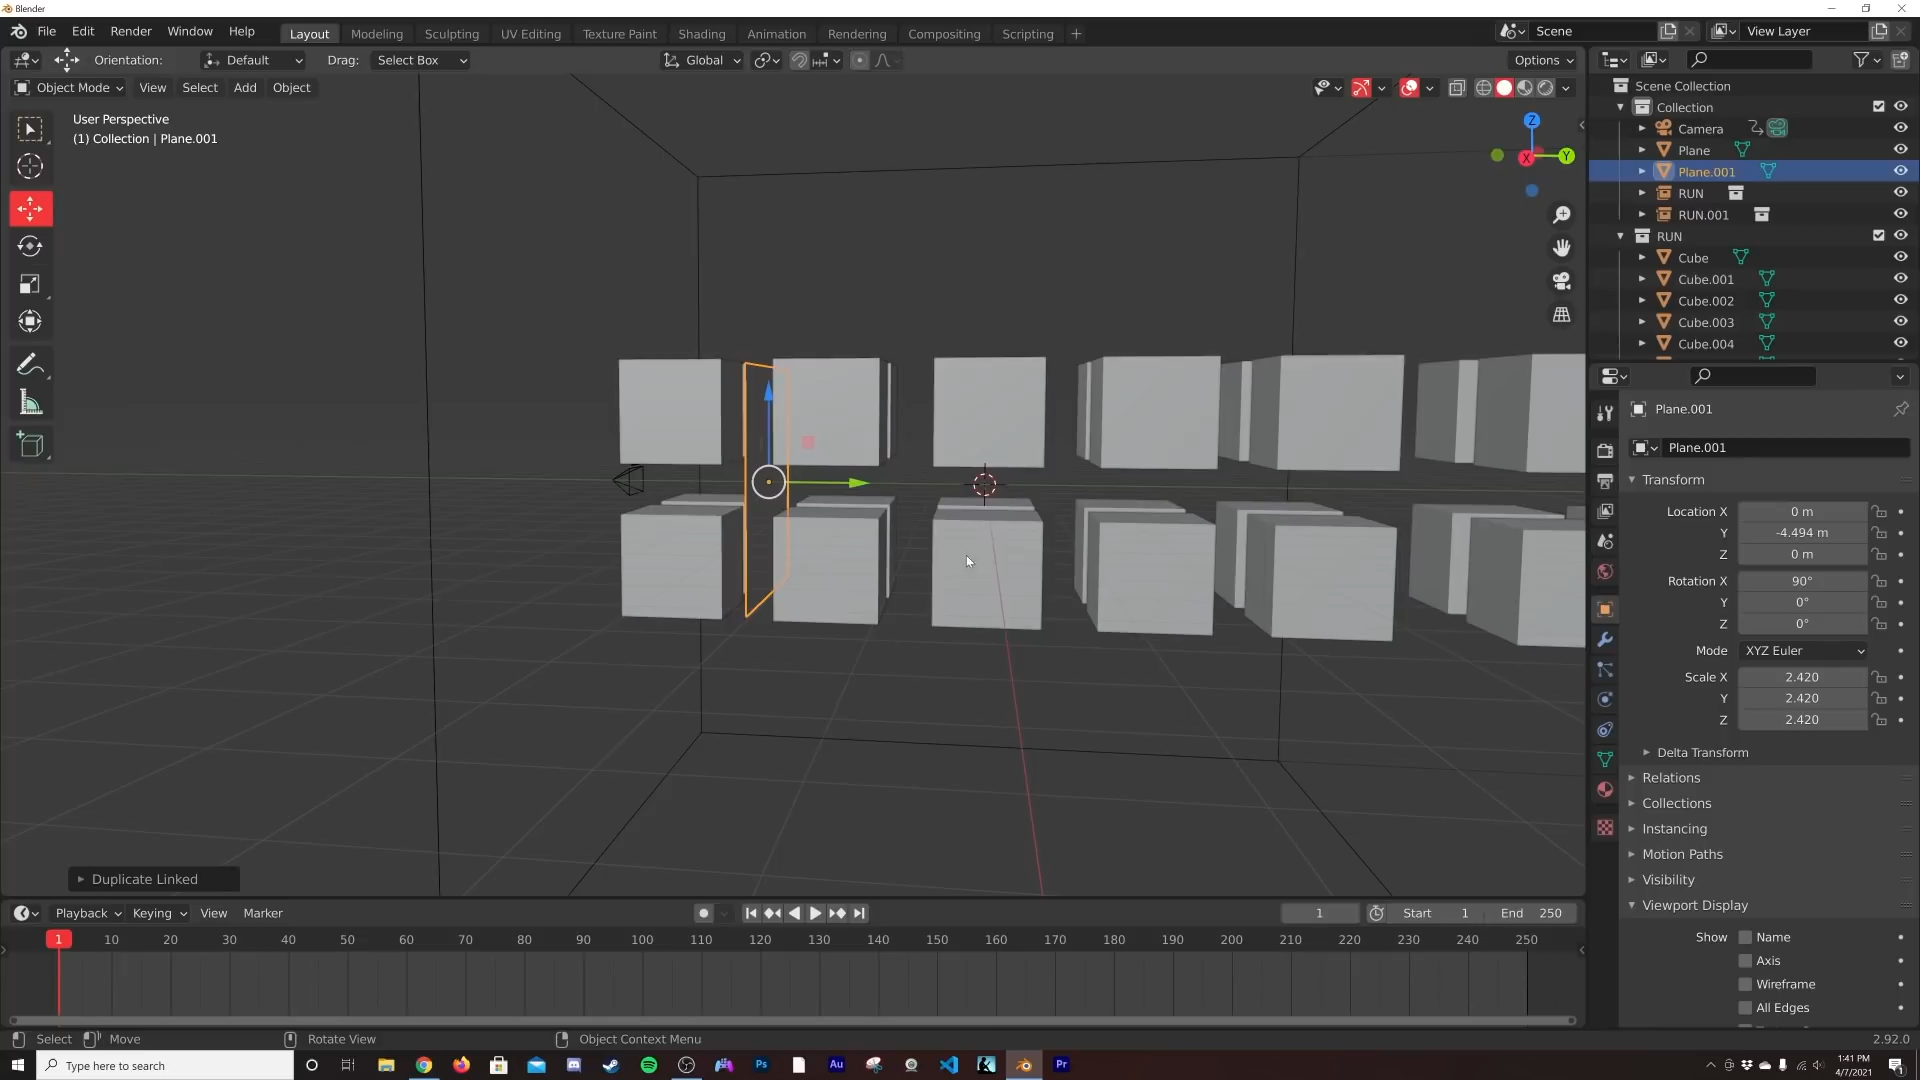 Blender
File Edit Render Window Help Layout Modeling Sculpting UV Editing Texture Paint Shading Animation Rendering Compositing Scripting + Scene View Layer
Orientation: Default Drag: Select Box Global Options
Object Mode View Select Add Object
User Perspective
(1) Collection | Plane.001
Z
Y
X
Scene Collection
Collection
Camera
Plane
Plane.001
RUN
RUN.001
RUN
Cube
Cube.001
Cube.002
Cube.003
Cube.004
Plane.001
Plane.001
Transform
Location X 0 m
Y -4.494 m
Z 0 m
Rotation X 90°
Y 0°
Z 0°
Mode XYZ Euler
Scale X 2.420
Y 2.420
Z 2.420
Delta Transform
Relations
Collections
Instancing
Motion Paths
Visibility
Viewport Display
Show Name
Axis
Wireframe
All Edges
Duplicate Linked
Playback Keying View Marker 1 Start 1 End 250
1 10 20 30 40 50 60 70 80 90 100 110 120 130 140 150 160 170 180 190 200 210 220 230 240 250
Select Move Rotate View Object Context Menu 2.92.0
Type here to search Ps Au Pr 1:41 PM
4/7/2021